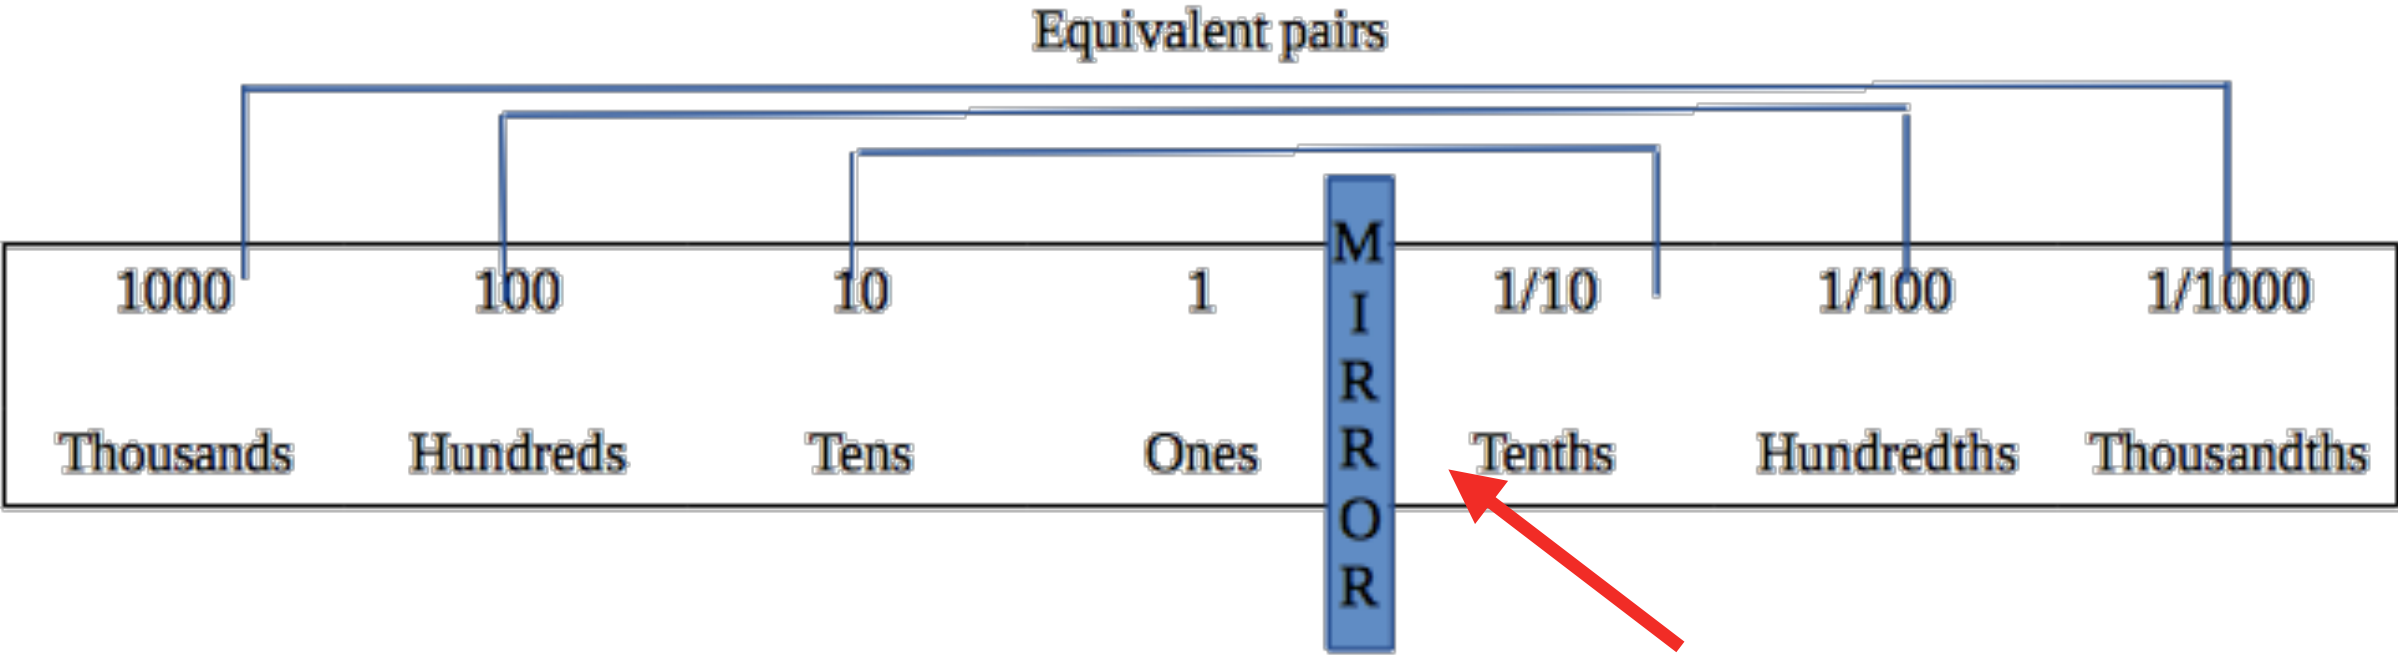 Equivalent pairs
1000 100 10 1 1/10 1/100 1/1000
Thousands Hundreds Tens Ones Tenths Hundredths Thousandths
M
I
R
R
O
R